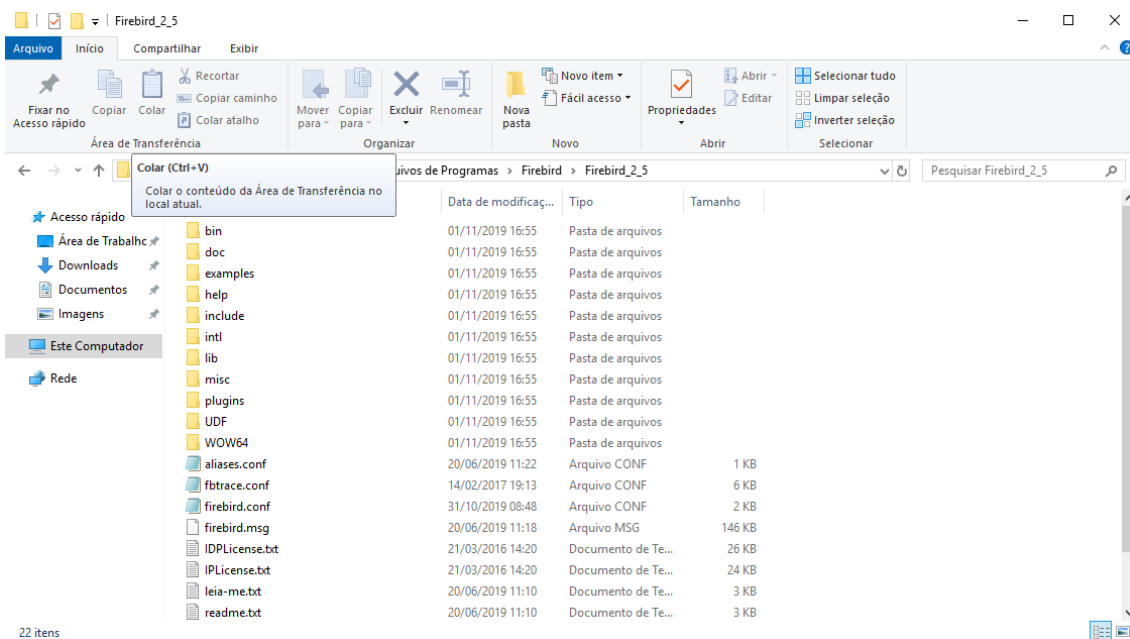 Firebird_2_5
Arquivo Início Compartilhar Exibir
Fixar no Acesso rápido
Copiar
Colar
Recortar
Copiar caminho
Colar atalho
Área de Transferência
Mover para
Copiar para
Excluir
Renomear
Organizar
Nova pasta
Novo item
Fácil acesso
Novo
Propriedades
Abrir
Editar
Abrir
Selecionar tudo
Limpar seleção
Inverter seleção
Selecionar
uivos de Programas > Firebird > Firebird_2_5
Pesquisar Firebird_2_5
Colar (Ctrl+V)
Colar o conteúdo da Área de Transferência no
local atual.
Data de modificaç... Tipo Tamanho
Acesso rápido
Área de Trabalhc
Downloads
Documentos
Imagens
Este Computador
Rede
bin 01/11/2019 16:55 Pasta de arquivos
doc 01/11/2019 16:55 Pasta de arquivos
examples 01/11/2019 16:55 Pasta de arquivos
help 01/11/2019 16:55 Pasta de arquivos
include 01/11/2019 16:55 Pasta de arquivos
intl 01/11/2019 16:55 Pasta de arquivos
lib 01/11/2019 16:55 Pasta de arquivos
misc 01/11/2019 16:55 Pasta de arquivos
plugins 01/11/2019 16:55 Pasta de arquivos
UDF 01/11/2019 16:55 Pasta de arquivos
WOW64 01/11/2019 16:55 Pasta de arquivos
aliases.conf 20/06/2019 11:22 Arquivo CONF 1 KB
fbtrace.conf 14/02/2017 19:13 Arquivo CONF 6 KB
firebird.conf 31/10/2019 08:48 Arquivo CONF 2 KB
firebird.msg 20/06/2019 11:18 Arquivo MSG 146 KB
IDPLicense.txt 21/03/2016 14:20 Documento de Te... 26 KB
IPLicense.txt 21/03/2016 14:20 Documento de Te... 24 KB
leia-me.txt 20/06/2019 11:10 Documento de Te... 3 KB
readme.txt 20/06/2019 11:10 Documento de Te... 3 KB
22 itens